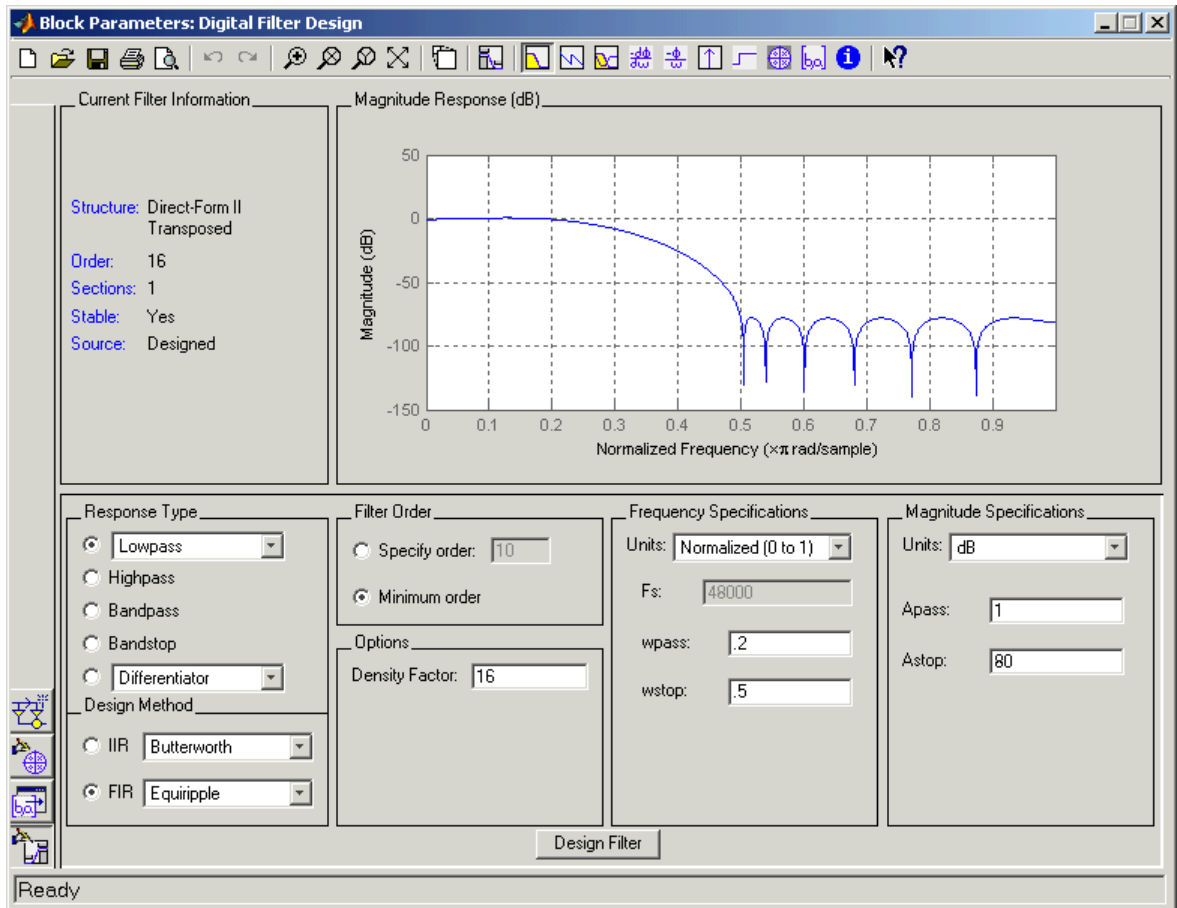 Block Parameters: Digital Filter Design
Current Filter Information
Structure: Direct-Form II
Transposed
Order: 16
Sections: 1
Stable: Yes
Source: Designed
Magnitude Response (dB)
50
0
-50
-100
-150
Magnitude (dB)
0 0.1 0.2 0.3 0.4 0.5 0.6 0.7 0.8 0.9
Normalized Frequency (×π rad/sample)
Response Type
Lowpass
Highpass
Bandpass
Bandstop
Differentiator
Design Method
IIR Butterworth
FIR Equiripple
Filter Order
Specify order: 10
Minimum order
Options
Density Factor: 16
Frequency Specifications
Units: Normalized (0 to 1)
Fs: 48000
wpass: .2
wstop: .5
Magnitude Specifications
Units: dB
Apass: 1
Astop: 80
Design Filter
Ready